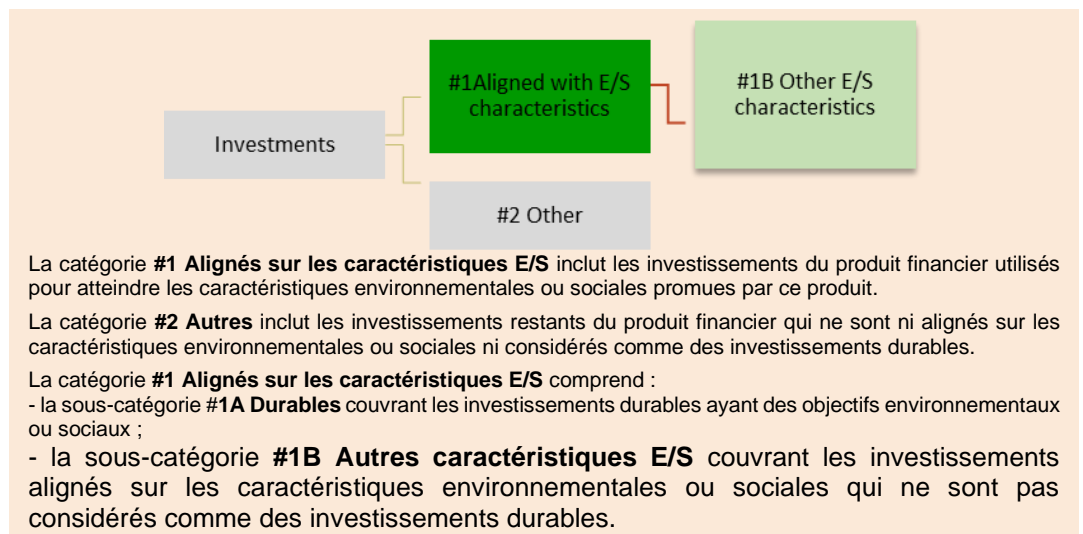 #1Aligned with E/S
characteristics
#1B Other E/S
characteristics
Investments
#2 Other
La catégorie #1 Alignés sur les caractéristiques E/S inclut les investissements du produit financier utilisés
pour atteindre les caractéristiques environnementales ou sociales promues par ce produit.
La catégorie #2 Autres inclut les investissements restants du produit financier qui ne sont ni alignés sur les
caractéristiques environnementales ou sociales ni considérés comme des investissements durables.
La catégorie #1 Alignés sur les caractéristiques E/S comprend :
- la sous-catégorie #1A Durables couvrant les investissements durables ayant des objectifs environnementaux
ou sociaux ;
- la sous-catégorie #1B Autres caractéristiques E/S couvrant les investissements
alignés sur les caractéristiques environnementales ou sociales qui ne sont pas
considérés comme des investissements durables.